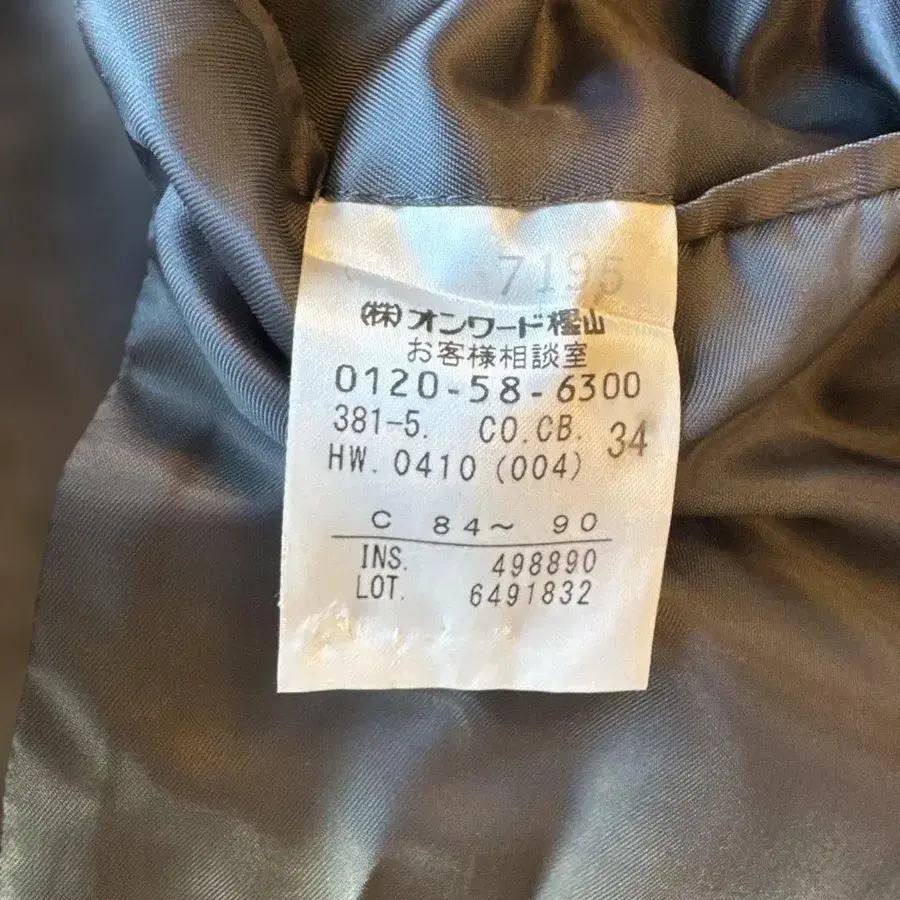 7195
(株)オンワード樫山
お客様相談室
0120-58-6300
381-5. CO.CB. 34
HW. 0410 (004)
C 84~ 90
INS. 498890
LOT. 6491832